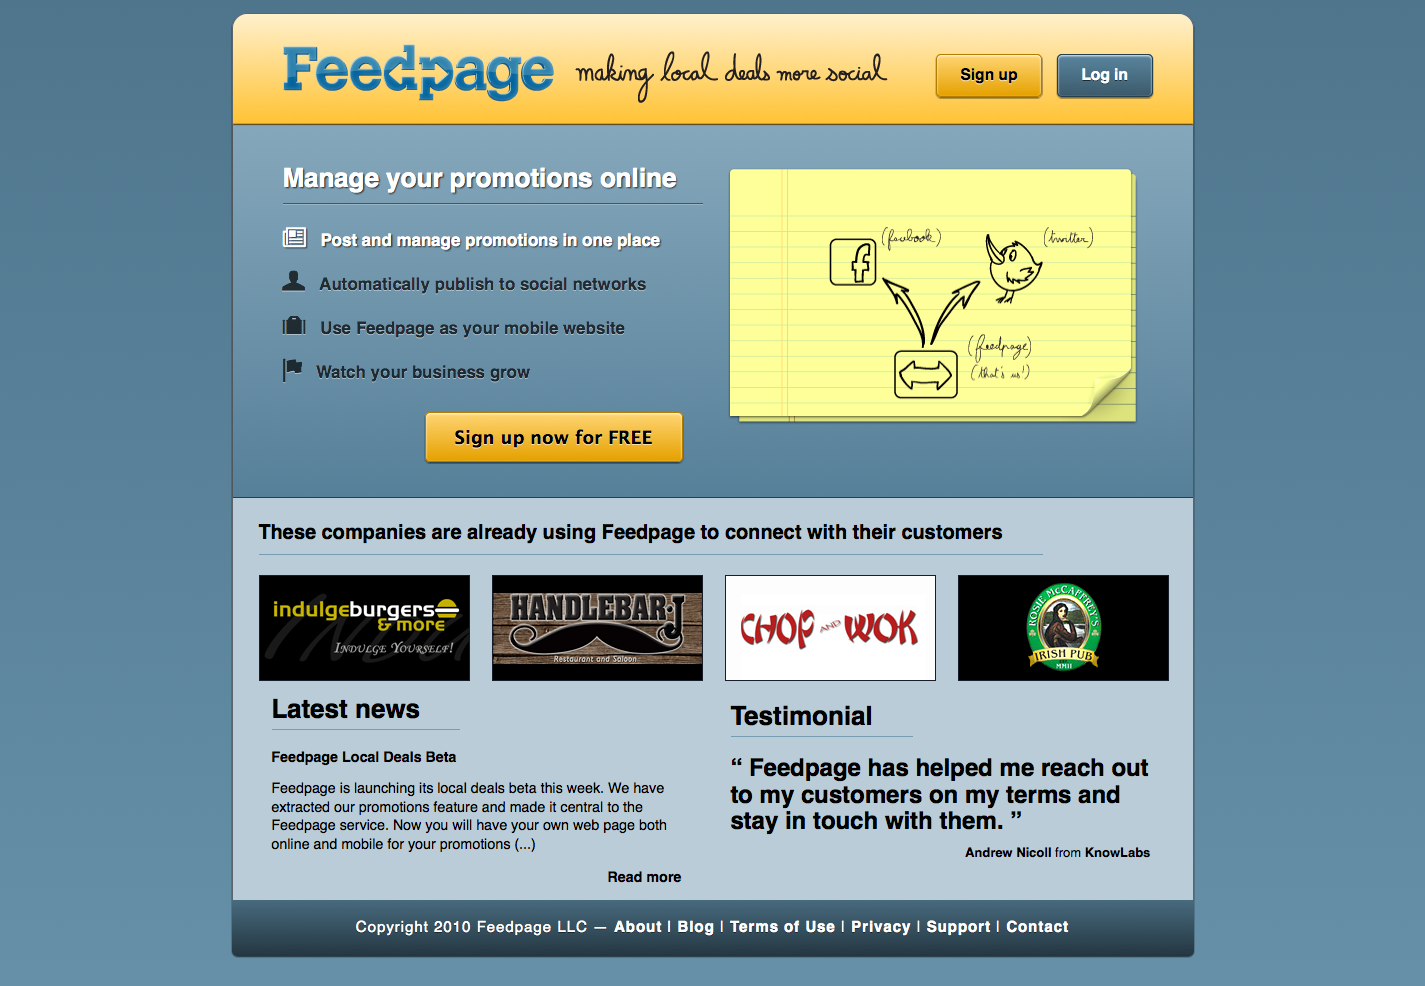 Feedpage making local deals more social Sign up Log in
Manage your promotions online
Post and manage promotions in one place
Automatically publish to social networks
Use Feedpage as your mobile website
Watch your business grow
Sign up now for FREE
(facebook) (twitter)
f
(feedpage)
(that's us!)
These companies are already using Feedpage to connect with their customers
indulgeburgers
& more
INDULGE YOURSELF!
HANDLEBAR·J
Restaurant and Saloon
CHOP AND WOK
ROSIE McCAFFREY'S
IRISH PUB
MMII
Latest news
Feedpage Local Deals Beta
Feedpage is launching its local deals beta this week. We have
extracted our promotions feature and made it central to the
Feedpage service. Now you will have your own web page both
online and mobile for your promotions (...)
Read more
Testimonial
“ Feedpage has helped me reach out
to my customers on my terms and
stay in touch with them. ”
Andrew Nicoll from KnowLabs
Copyright 2010 Feedpage LLC — About | Blog | Terms of Use | Privacy | Support | Contact